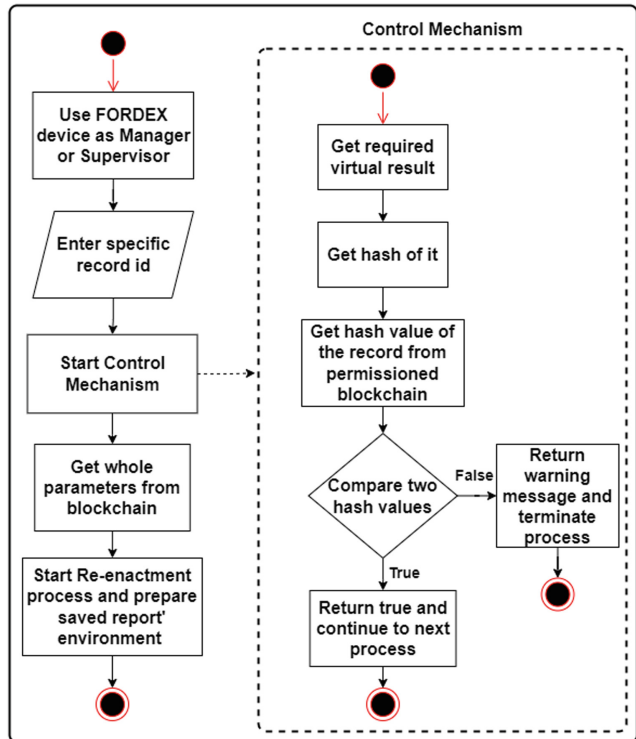 Control Mechanism
Use FORDEX
device as Manager
or Supervisor
Enter specific
record id
Start Control
Mechanism
Get whole
parameters from
blockchain
Start Re-enactment
process and prepare
saved report'
environment
Get required
virtual result
Get hash of it
Get hash value of
the record from
permissioned
blockchain
Compare two
hash values
False
Return
warning
message and
terminate
process
True
Return true and
continue to next
process